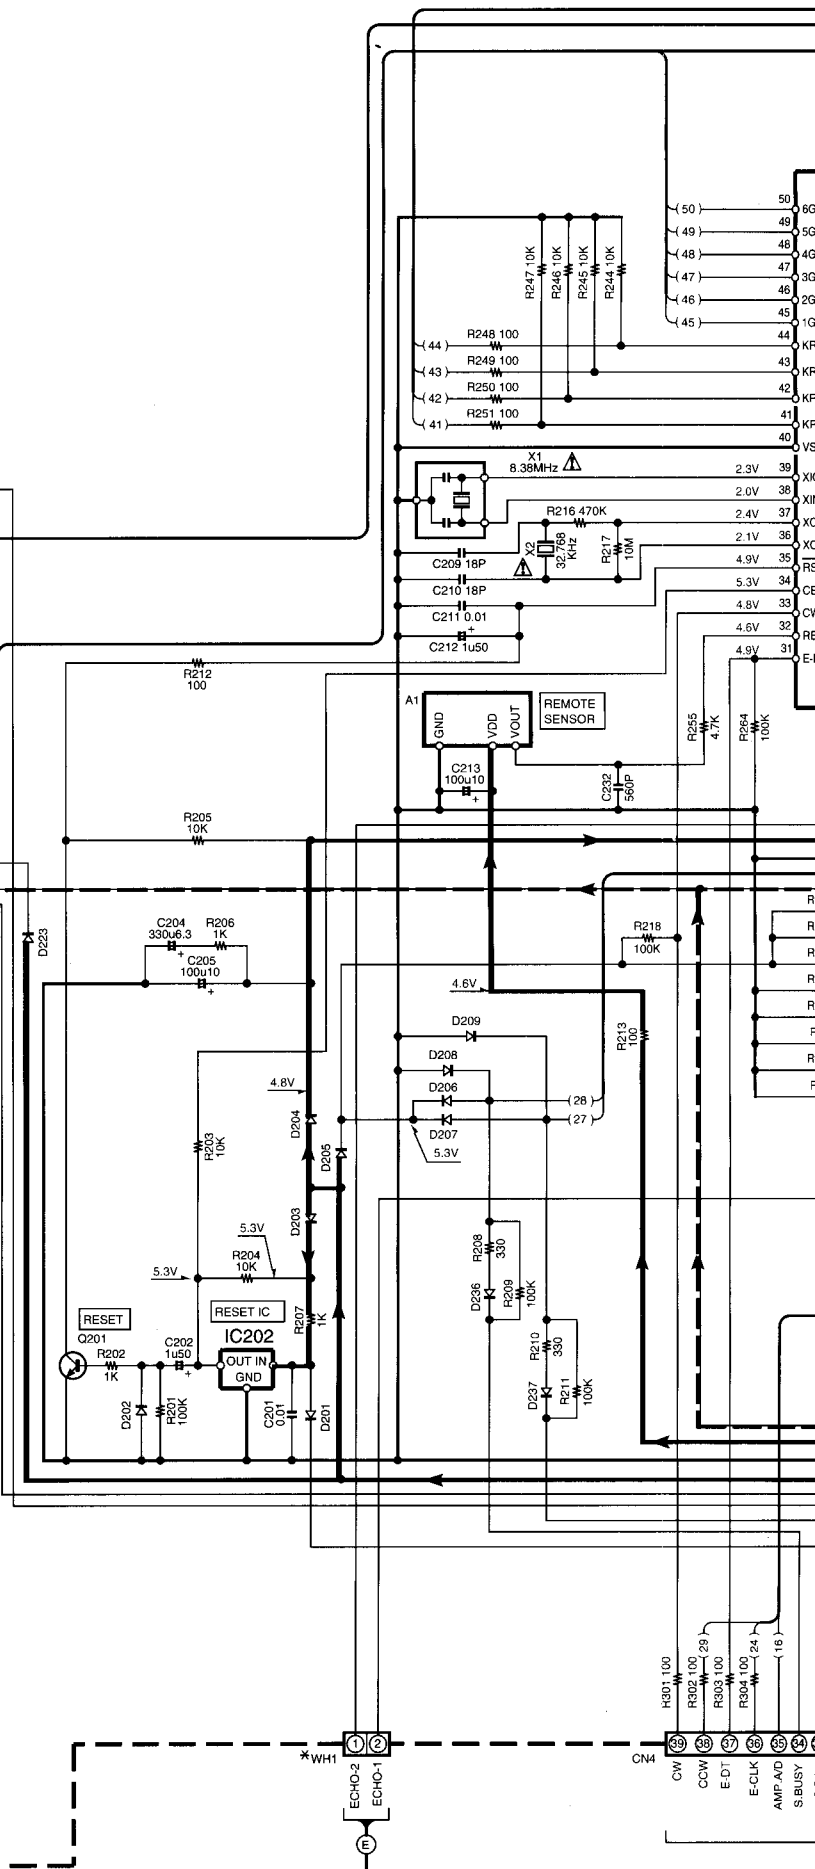 50
( 50 )
6G
49
( 49 )
5G
48
( 48 )
4G
47
( 47 )
3G
46
( 46 )
2G
45
( 45 )
1G
R247 10K
R246 10K
R245 10K
R244 10K
44
( 44 )
R248 100
KR
43
( 43 )
R249 100
KR
42
( 42 )
R250 100
41
( 41 )
R251 100
40
VS
X1
8.38MHz
2.3V
39
2.0V
38
XI
R216 470K
2.4V
37
XC
X2
32.768
KHz
R217
10M
2.1V
36
XC
C209 18P
4.9V
35
RS
C210 18P
5.3V
34
CE
C211 0.01
4.8V
33
CW
C212 1u50
+
4.6V
32
RE
4.9V
31
E-
R212
100
A1
GND
VDD
VOUT
REMOTE
SENSOR
R255
4.7K
R264
100K
C213
100u10
+
C232
560P
R205
10K
D223
C204
330u6.3
+
R206
1K
C205
100u10
+
R218
100K
R
R
R
R
R
R
4.6V
D209
R213
100
D208
D206
( 28 )
D207
( 27 )
5.3V
4.8V
D204
D205
R203
10K
D203
5.3V
5.3V
R204
10K
R208
330
D236
R209
100K
RESET
Q201
RESET IC
IC202
OUT IN
GND
R207
1K
R202
1K
C202
1u50
+
D202
R201
100K
C201
0.01
D201
R210
330
D237
R211
100K
( 29 )
( 24 )
( 16 )
R301 100
R302 100
R303 100
R304 100
*WH1
1
2
ECHO-2
ECHO-1
E
CN4
39
38
37
36
35
34
CW
CCW
E-DT
E-CLK
AMP.A/D
S.BUSY